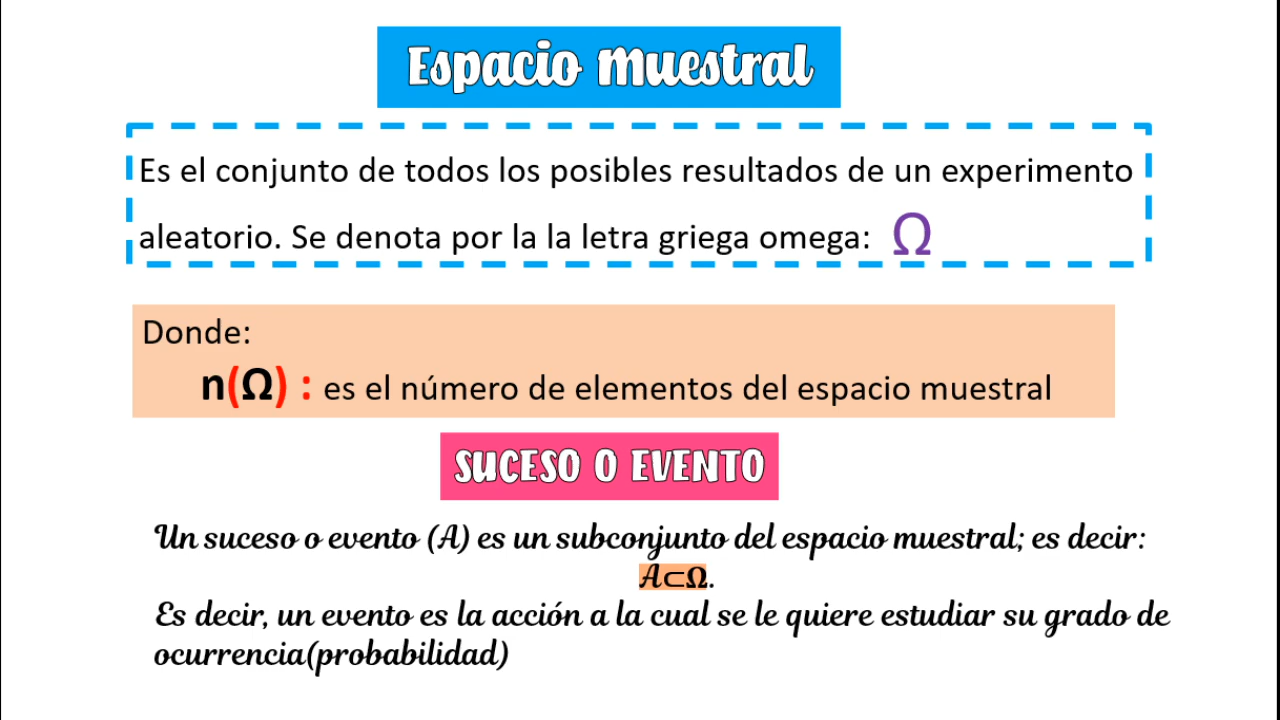 Espacio muestral
Es el conjunto de todos los posibles resultados de un experimento
aleatorio. Se denota por la la letra griega omega: Ω
Donde:
n(Ω) : es el número de elementos del espacio muestral
SUCESO O EVENTO
Un suceso o evento (A) es un subconjunto del espacio muestral; es decir:
A⊂Ω.
Es decir, un evento es la acción a la cual se le quiere estudiar su grado de
ocurrencia(probabilidad)